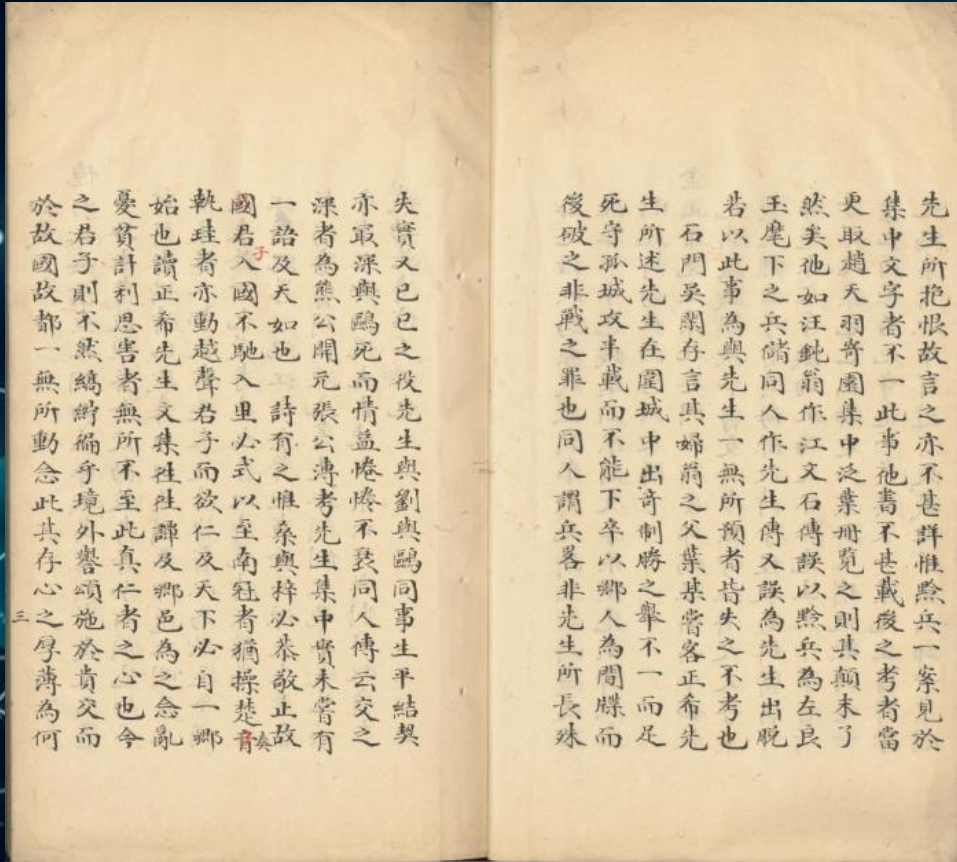 先生所抱恨故言之亦不甚詳惟黔兵一案見於
集中文字者不一此事他書不甚載後之考者當
更取趙天羽寄園集中泛葉冊覽之則其顛末了
然矣他如汪鈍翁作江文石傳誤以黔兵為左良
玉麾下之兵儲同人作先生傳又誤為先生出脫
若以此事為與先生一無所預者皆失之不考也
石門吳闇存言其婦翁之父葉某嘗客正希先
生所述先生在圍城中出奇制勝之舉不一而足
死守孤城攻半載而不能下卒以鄉人為間牒而
後破之非戰之罪也同人謂兵畧非先生所長殊
失實又已巳之役先生與劉與鷗同事生平結契
亦㝡深與鷗死而情益惓惓不衰同人傳云交之
深者為熊公開元張公溥考先生集中實未嘗有
一語及天如也 詩有之惟桑與梓必恭敬止故
國君子入國不馳入里必式以至南冠者猶操楚音奏
執珪者亦動越聲君子而欲仁及天下必自一鄉
始也讀正希先生文集徃徃諄及鄉邑為之念亂
憂貧計利思害者無所不至此真仁者之心也今
之君子則不然縞紵徧乎境外譽頌施於貴交而
於故國故都一無所動念此其存心之厚薄為何
三